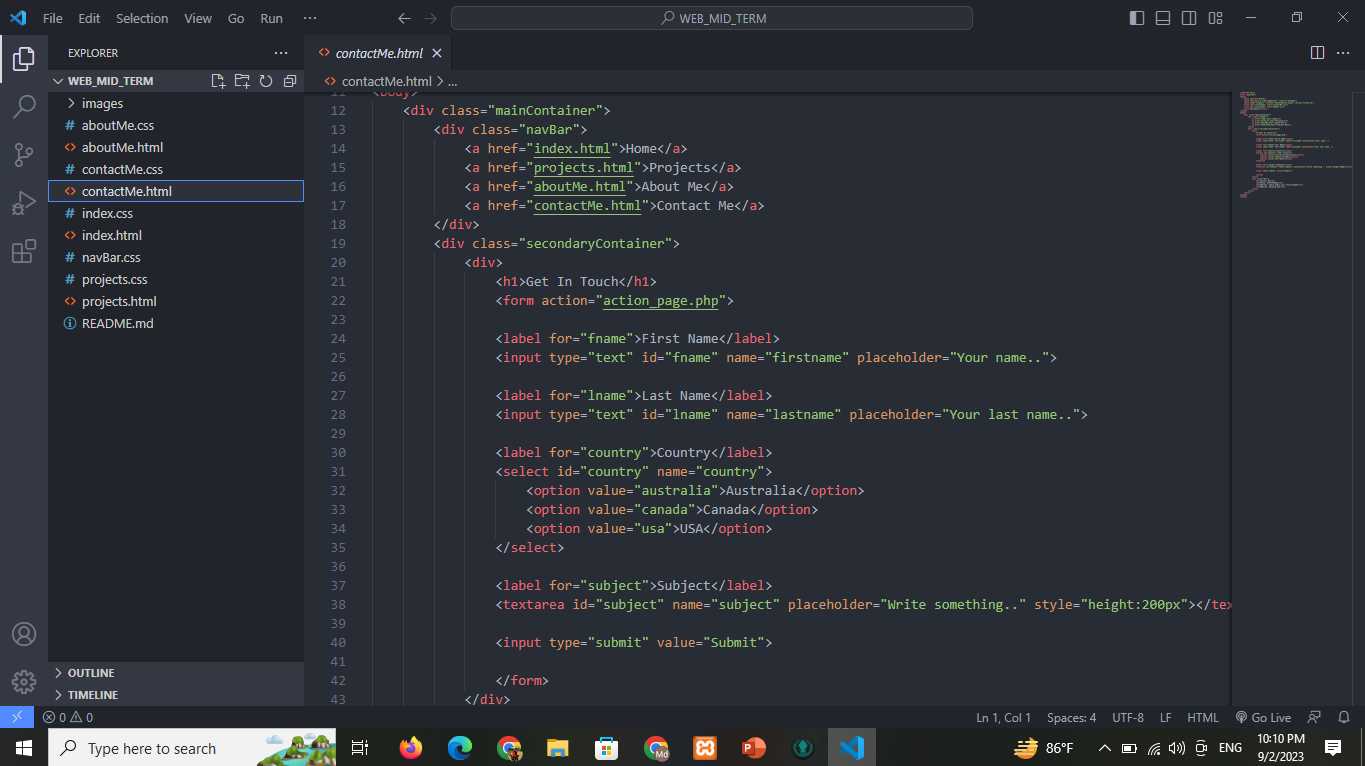 File Edit Selection View Go Run ··· WEB_MID_TERM
EXPLORER ···
WEB_MID_TERM
images
# aboutMe.css
<> aboutMe.html
# contactMe.css
<> contactMe.html
# index.css
<> index.html
# navBar.css
# projects.css
<> projects.html
README.md
OUTLINE
TIMELINE
<> contactMe.html ×
<> contactMe.html > ...
11 <body>
12 <div class="mainContainer">
13 <div class="navBar">
14 <a href="index.html">Home</a>
15 <a href="projects.html">Projects</a>
16 <a href="aboutMe.html">About Me</a>
17 <a href="contactMe.html">Contact Me</a>
18 </div>
19 <div class="secondaryContainer">
20 <div>
21 <h1>Get In Touch</h1>
22 <form action="action_page.php">
23
24 <label for="fname">First Name</label>
25 <input type="text" id="fname" name="firstname" placeholder="Your name..">
26
27 <label for="lname">Last Name</label>
28 <input type="text" id="lname" name="lastname" placeholder="Your last name..">
29
30 <label for="country">Country</label>
31 <select id="country" name="country">
32 <option value="australia">Australia</option>
33 <option value="canada">Canada</option>
34 <option value="usa">USA</option>
35 </select>
36
37 <label for="subject">Subject</label>
38 <textarea id="subject" name="subject" placeholder="Write something.." style="height:200px"></tex
39
40 <input type="submit" value="Submit">
41
42 </form>
43 </div>
0 0 Ln 1, Col 1 Spaces: 4 UTF-8 LF HTML Go Live
Type here to search
Md
86°F
ENG
10:10 PM
9/2/2023